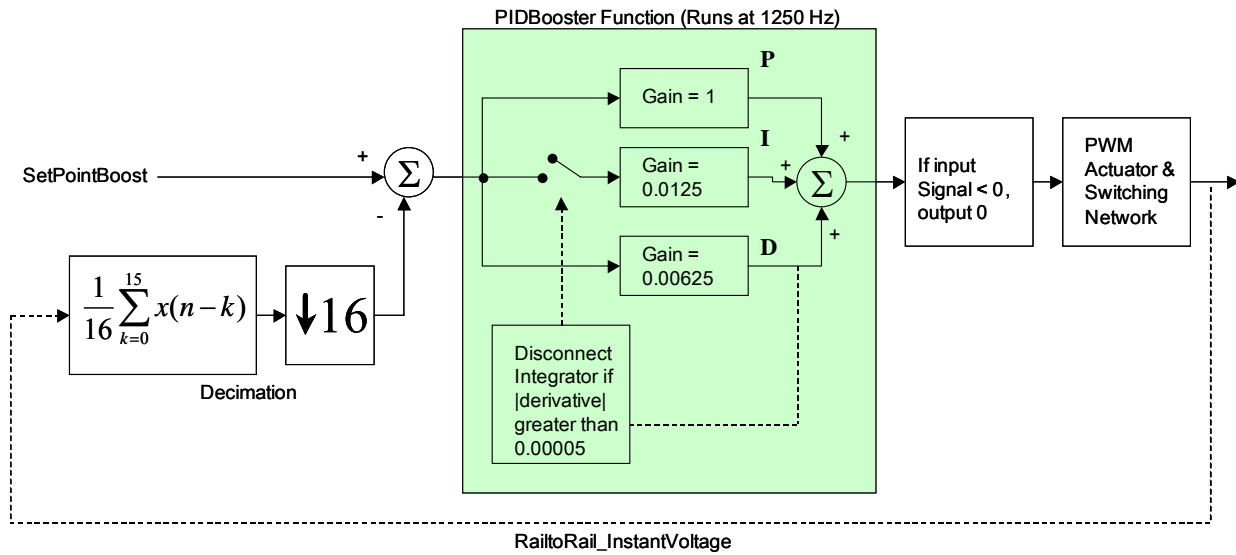 PIDBooster Function (Runs at 1250 Hz)
P
Gain = 1
I
Gain =
0.0125
D
Gain =
0.00625
SetPointBoost
+
-
Σ
+
+
+
Σ
If input
Signal < 0 ,
output 0
PWM
Actuator &
Switching
Network
1/16 15 Σ k=0 x(n − k)
↓16
Decimation
Disconnect
Integrator if
|derivative|
greater than
0.00005
RailtoRail_InstantVoltage